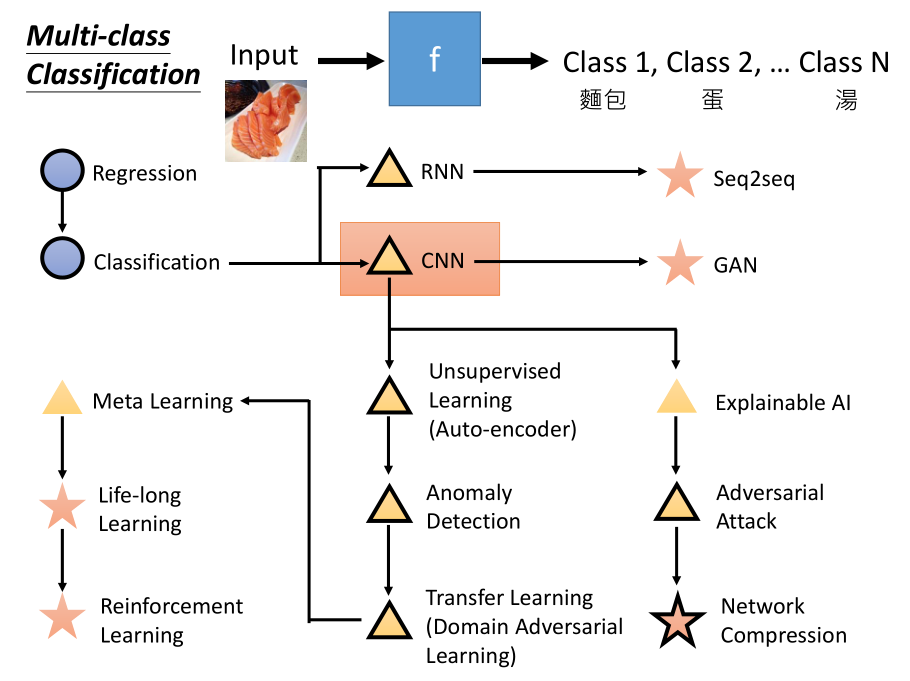 Multi-class
Classification
Input
f
Class 1, Class 2, … Class N
麵包
蛋
湯
Regression
RNN
Seq2seq
Classification
CNN
GAN
Unsupervised
Learning
(Auto-encoder)
Meta Learning
Explainable AI
Life-long
Learning
Anomaly
Detection
Adversarial
Attack
Reinforcement
Learning
Transfer Learning
(Domain Adversarial
Learning)
Network
Compression